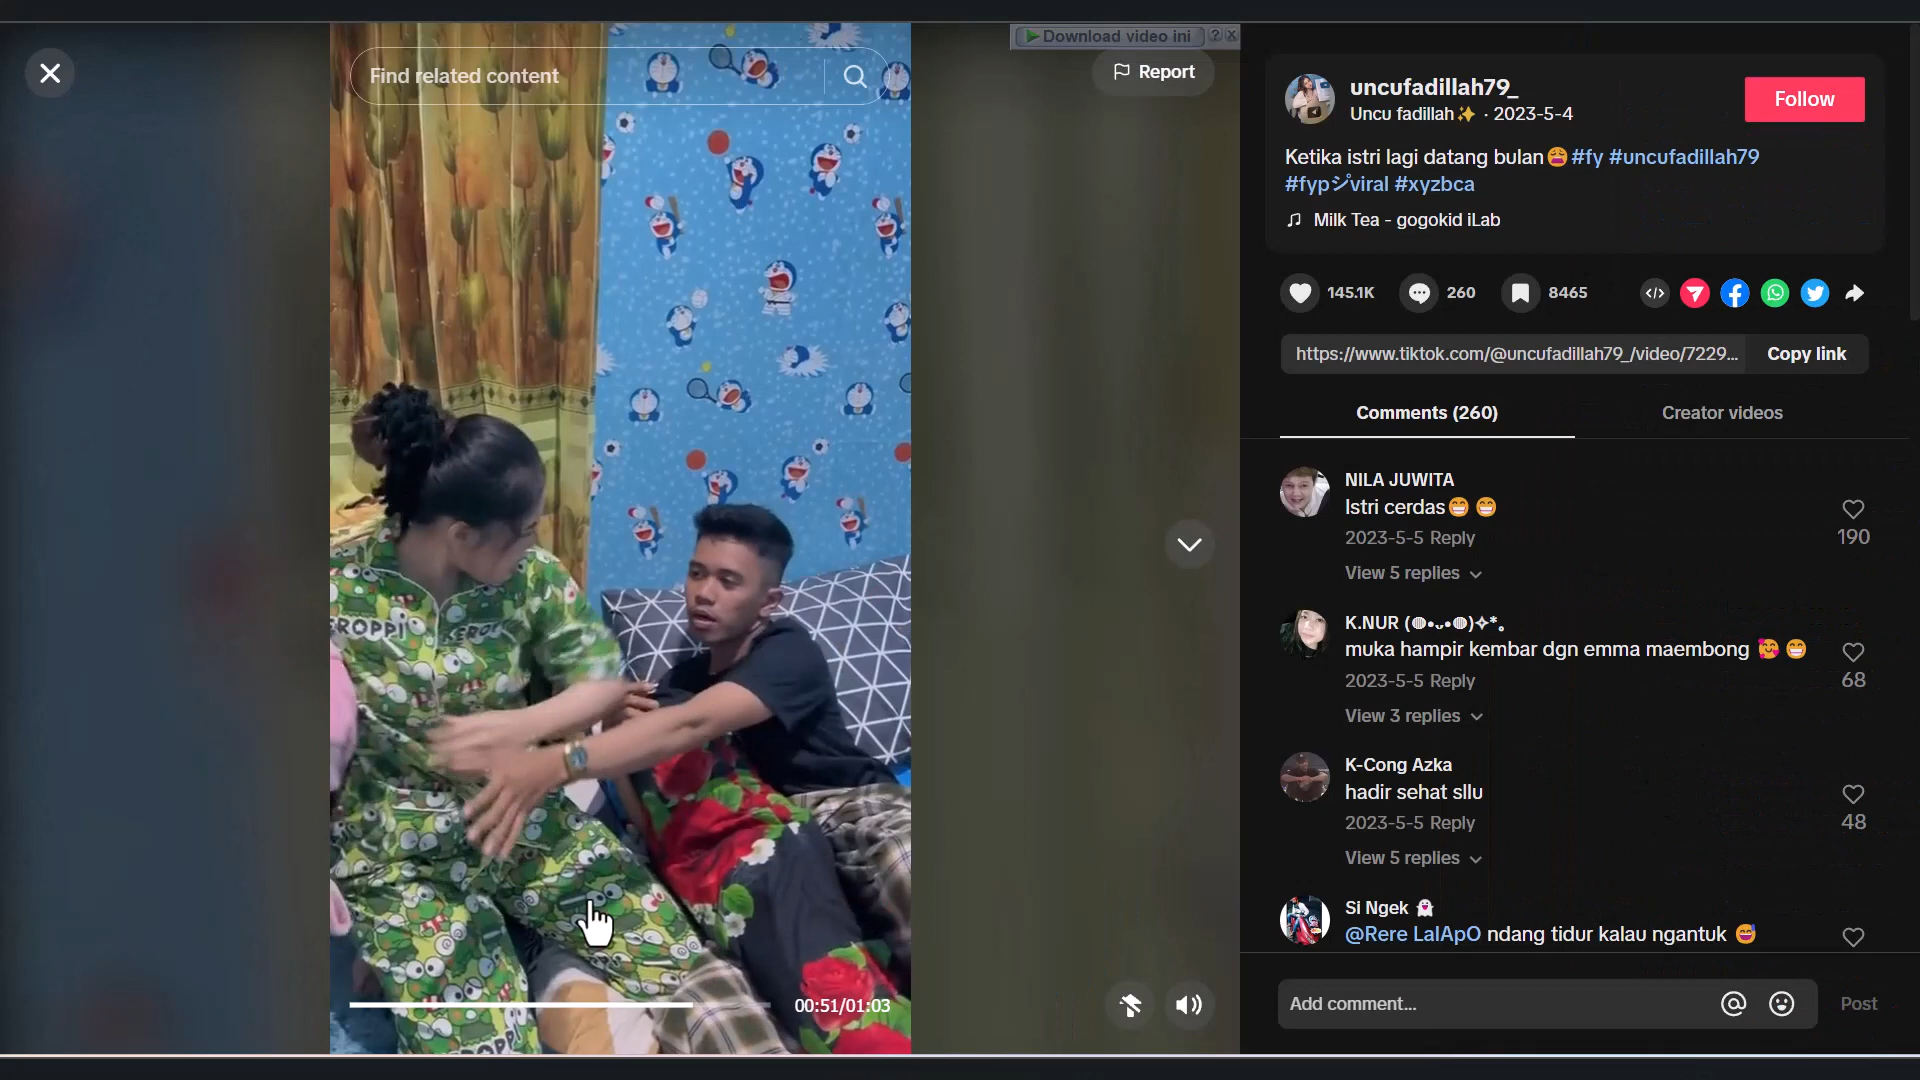 Download video ini ? x
Find related content
Report
uncufadillah79_
Uncu fadillah✨ · 2023-5-4
Follow
Ketika istri lagi datang bulan😩#fy #uncufadillah79
#fypシviral #xyzbca
Milk Tea - gogokid iLab
145.1K
260
8465
https://www.tiktok.com/@uncufadillah79_/video/7229...
Copy link
Comments (260)
Creator videos
NILA JUWITA
Istri cerdas😁 😁
2023-5-5 Reply
190
View 5 replies
K.NUR (◍•ᴗ•◍)✧*。
muka hampir kembar dgn emma maembong 🥰 😁
2023-5-5 Reply
68
View 3 replies
K-Cong Azka
hadir sehat sllu
2023-5-5 Reply
48
View 5 replies
Si Ngek 👻
@Rere LalApO ndang tidur kalau ngantuk 😅
KEROPPI
00:51/01:03
Add comment...
Post